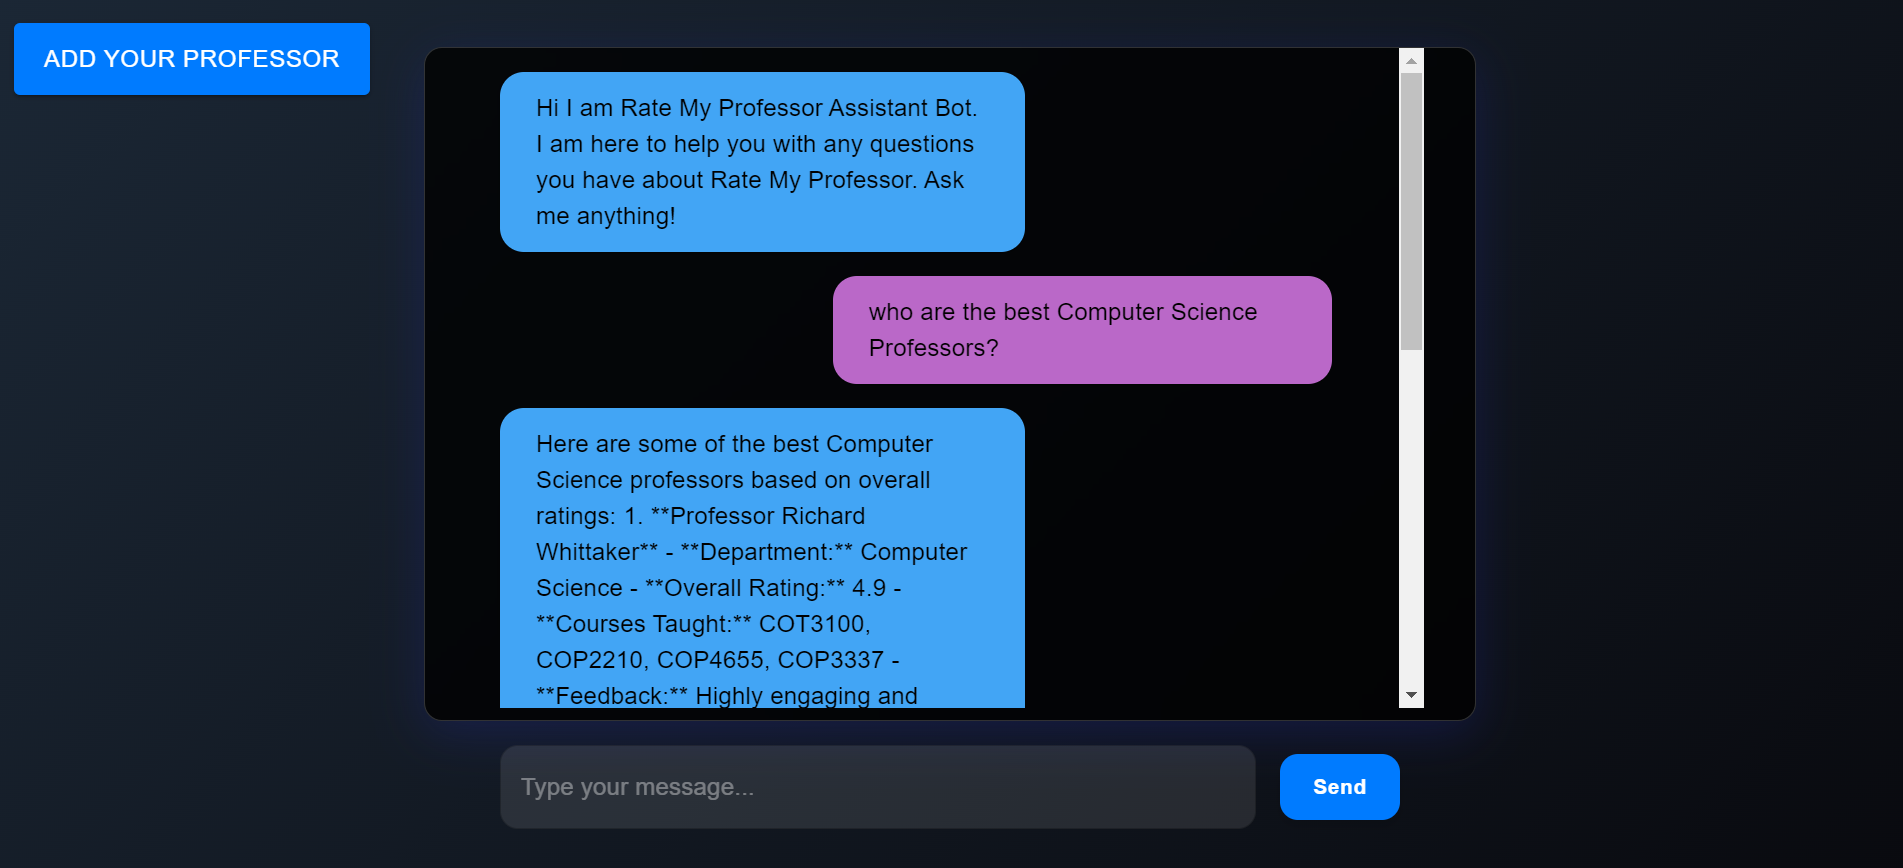 ADD YOUR PROFESSOR
Hi I am Rate My Professor Assistant Bot.
I am here to help you with any questions
you have about Rate My Professor. Ask
me anything!
who are the best Computer Science
Professors?
Here are some of the best Computer
Science professors based on overall
ratings: 1. **Professor Richard
Whittaker** - **Department:** Computer
Science - **Overall Rating:** 4.9 -
**Courses Taught:** COT3100,
COP2210, COP4655, COP3337 -
**Feedback:** Highly engaging and
Type your message...
Send